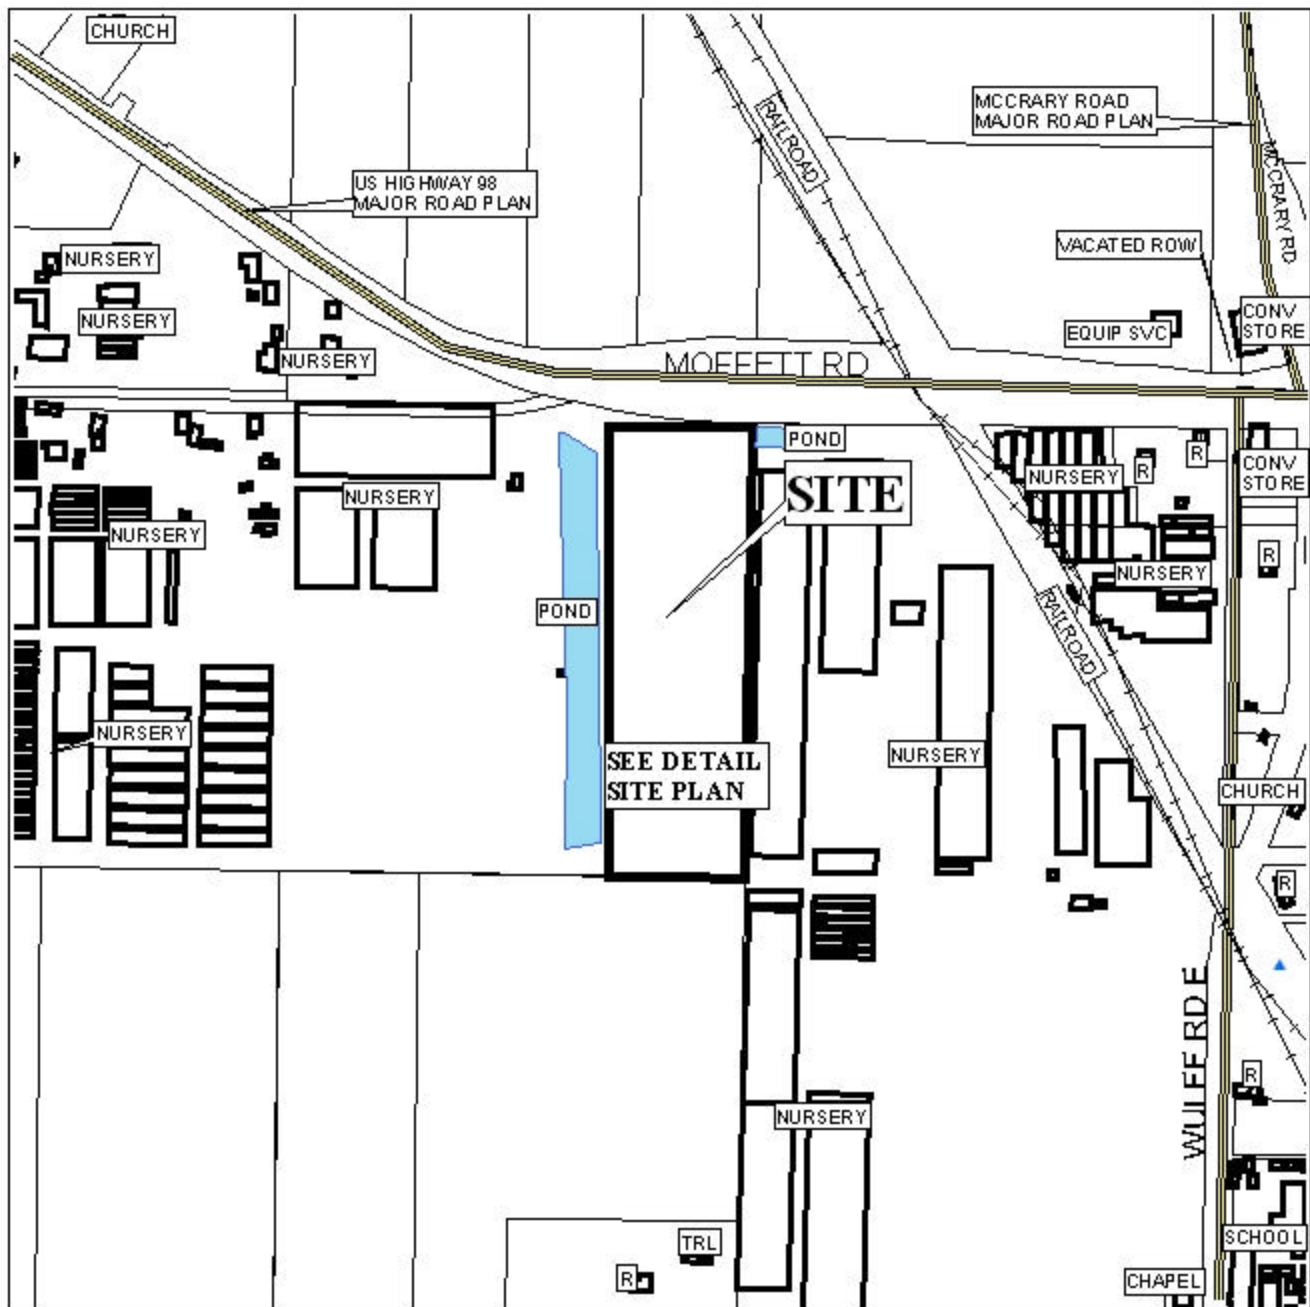 CHURCH
RAILROAD
MCCRARY ROAD
MAJOR ROAD PLAN
MCCRARY RD
US HIGHWAY 98
MAJOR ROAD PLAN
NURSERY
VACATED ROW
NURSERY
EQUIP SVC
CONV
STORE
NURSERY
MOFFETT RD
POND
NURSERY
SITE
NURSERY
R
R
CONV
STORE
NURSERY
R
NURSERY
POND
RAILROAD
NURSERY
NURSERY
SEE DETAIL
SITE PLAN
CHURCH
R
WULFF RD E
R
NURSERY
TRL
R
SCHOOL
CHAPEL